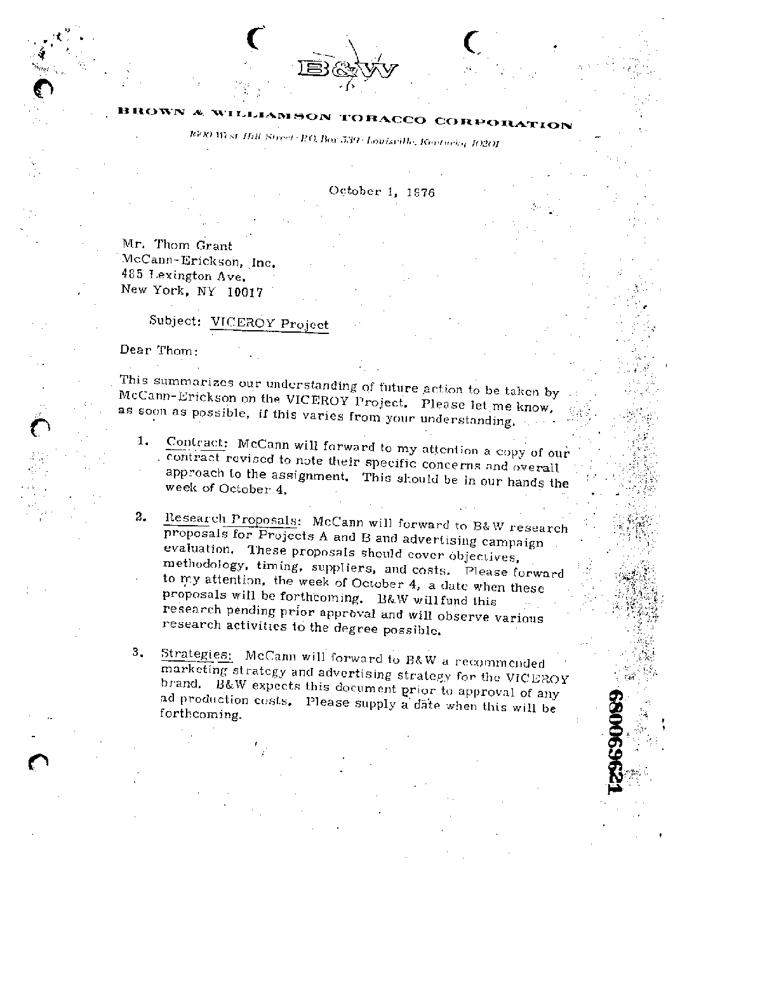 B&W
BROWN & WILLIAMSON TOBACCO CORPORATION
1600 West Hill Street · P.O. Box 539 · Louisville, Kentucky 40201
October 1, 1976
Mr. Thom Grant
McCann-Erickson, Inc.
485 Lexington Ave.
New York, NY 10017
Subject: VICEROY Project
Dear Thom:
This summarizes our understanding of future action to be taken by
McCann-Erickson on the VICEROY Project. Please let me know,
as soon as possible, if this varies from your understanding.
1. Contract: McCann will forward to my attention a copy of our
contract revised to note their specific concerns and overall
approach to the assignment. This should be in our hands the
week of October 4.
2. Research Proposals: McCann will forward to B&W research
proposals for Projects A and B and advertising campaign
evaluation. These proposals should cover objectives,
methodology, timing, suppliers, and costs. Please forward
to my attention, the week of October 4, a date when these
proposals will be forthcoming. B&W will fund this
research pending prior approval and will observe various
research activities to the degree possible.
3. Strategies: McCann will forward to B&W a recommended
marketing strategy and advertising strategy for the VICEROY
brand. B&W expects this document prior to approval of any
ad production costs. Please supply a date when this will be
forthcoming.
680069621